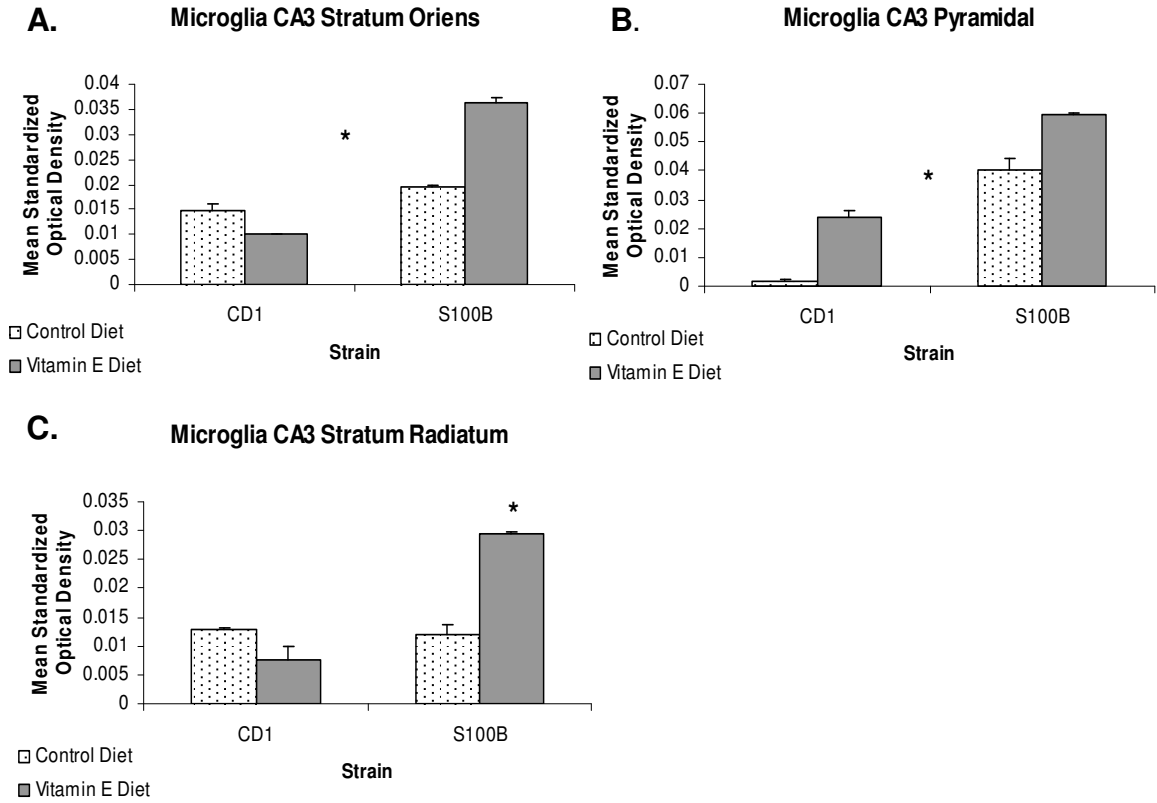 A.
Microglia CA3 Stratum Oriens
Mean Standardized
Optical Density
0.04
0.035
0.03
0.025
0.02
0.015
0.01
0.005
0
*
CD1
S100B
Strain
Control Diet
Vitamin E Diet
B.
Microglia CA3 Pyramidal
Mean Standardized
Optical Density
0.07
0.06
0.05
0.04
0.03
0.02
0.01
0
*
CD1
S100B
Strain
Control Diet
Vitamin E Diet
C.
Microglia CA3 Stratum Radiatum
Mean Standardized
Optical Density
0.035
0.03
0.025
0.02
0.015
0.01
0.005
0
*
CD1
S100B
Strain
Control Diet
Vitamin E Diet